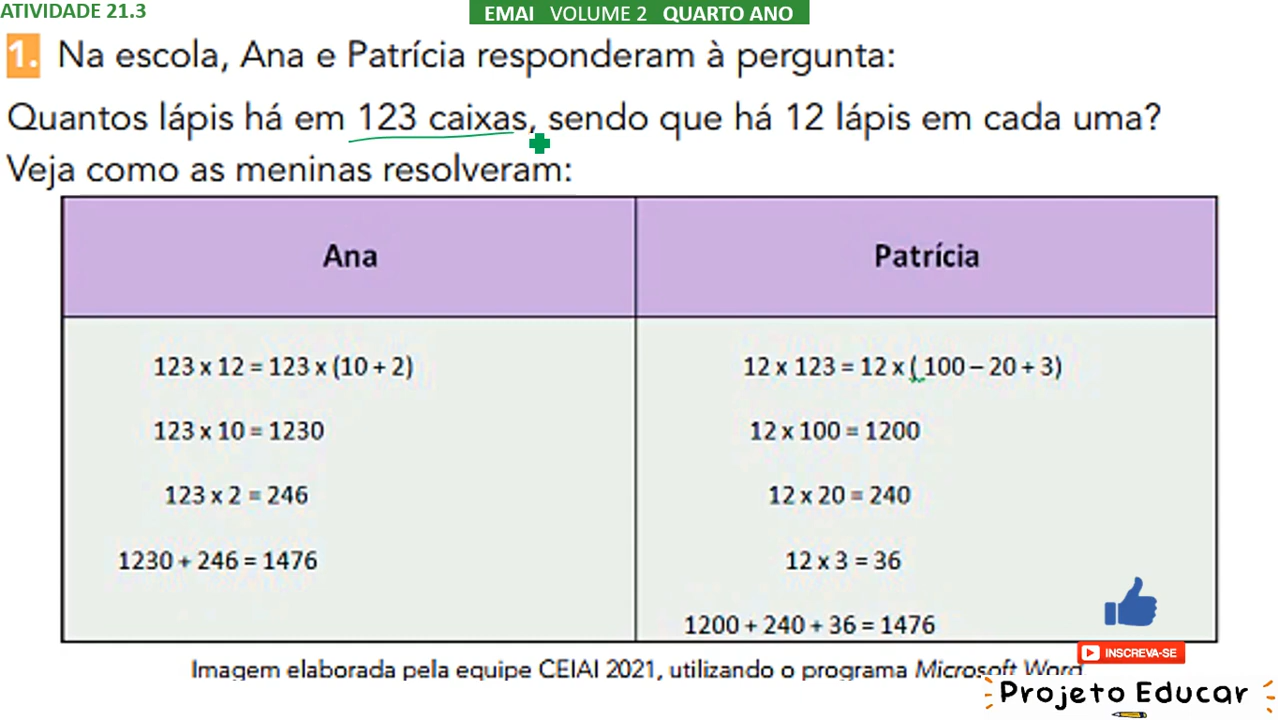 ATIVIDADE 21.3
EMAI VOLUME 2 QUARTO ANO
1. Na escola, Ana e Patrícia responderam à pergunta:
Quantos lápis há em 123 caixas, sendo que há 12 lápis em cada uma?
Veja como as meninas resolveram:
Ana
123 x 12 = 123 x (10 + 2)
123 x 10 = 1230
123 x 2 = 246
1230 + 246 = 1476
Patrícia
12 x 123 = 12 x ( 100 – 20 + 3)
12 x 100 = 1200
12 x 20 = 240
12 x 3 = 36
1200 + 240 + 36 = 1476
INSCREVA-SE
Imagem elaborada pela equipe CEIAI 2021, utilizando o programa Microsoft Word
Projeto Educar